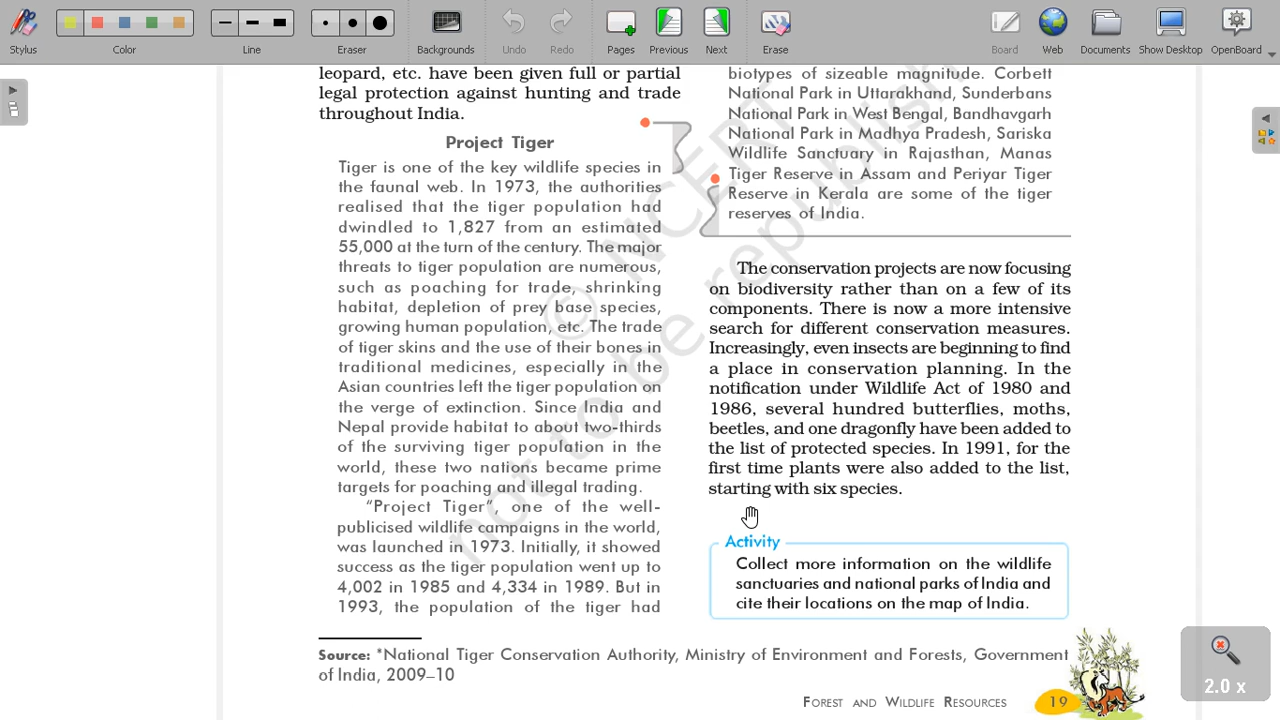 Stylus
Color
Line
Eraser
Backgrounds
Undo
Redo
Pages
Previous
Next
Erase
Board
Web
Documents
Show Desktop
OpenBoard
leopard, etc. have been given full or partial
legal protection against hunting and trade
throughout India.
Project Tiger
Tiger is one of the key wildlife species in
the faunal web. In 1973, the authorities
realised that the tiger population had
dwindled to 1,827 from an estimated
55,000 at the turn of the century. The major
threats to tiger population are numerous,
such as poaching for trade, shrinking
habitat, depletion of prey base species,
growing human population, etc. The trade
of tiger skins and the use of their bones in
traditional medicines, especially in the
Asian countries left the tiger population on
the verge of extinction. Since India and
Nepal provide habitat to about two-thirds
of the surviving tiger population in the
world, these two nations became prime
targets for poaching and illegal trading.
“Project Tiger”, one of the well-
publicised wildlife campaigns in the world,
was launched in 1973. Initially, it showed
success as the tiger population went up to
4,002 in 1985 and 4,334 in 1989. But in
1993, the population of the tiger had
biotypes of sizeable magnitude. Corbett
National Park in Uttarakhand, Sunderbans
National Park in West Bengal, Bandhavgarh
National Park in Madhya Pradesh, Sariska
Wildlife Sanctuary in Rajasthan, Manas
Tiger Reserve in Assam and Periyar Tiger
Reserve in Kerala are some of the tiger
reserves of India.
The conservation projects are now focusing
on biodiversity rather than on a few of its
components. There is now a more intensive
search for different conservation measures.
Increasingly, even insects are beginning to find
a place in conservation planning. In the
notification under Wildlife Act of 1980 and
1986, several hundred butterflies, moths,
beetles, and one dragonfly have been added to
the list of protected species. In 1991, for the
first time plants were also added to the list,
starting with six species.
Activity
Collect more information on the wildlife
sanctuaries and national parks of India and
cite their locations on the map of India.
Source: *National Tiger Conservation Authority, Ministry of Environment and Forests, Government
of India, 2009–10
Forest and Wildlife Resources
19
2.0 x
© NCERT
not to be republish